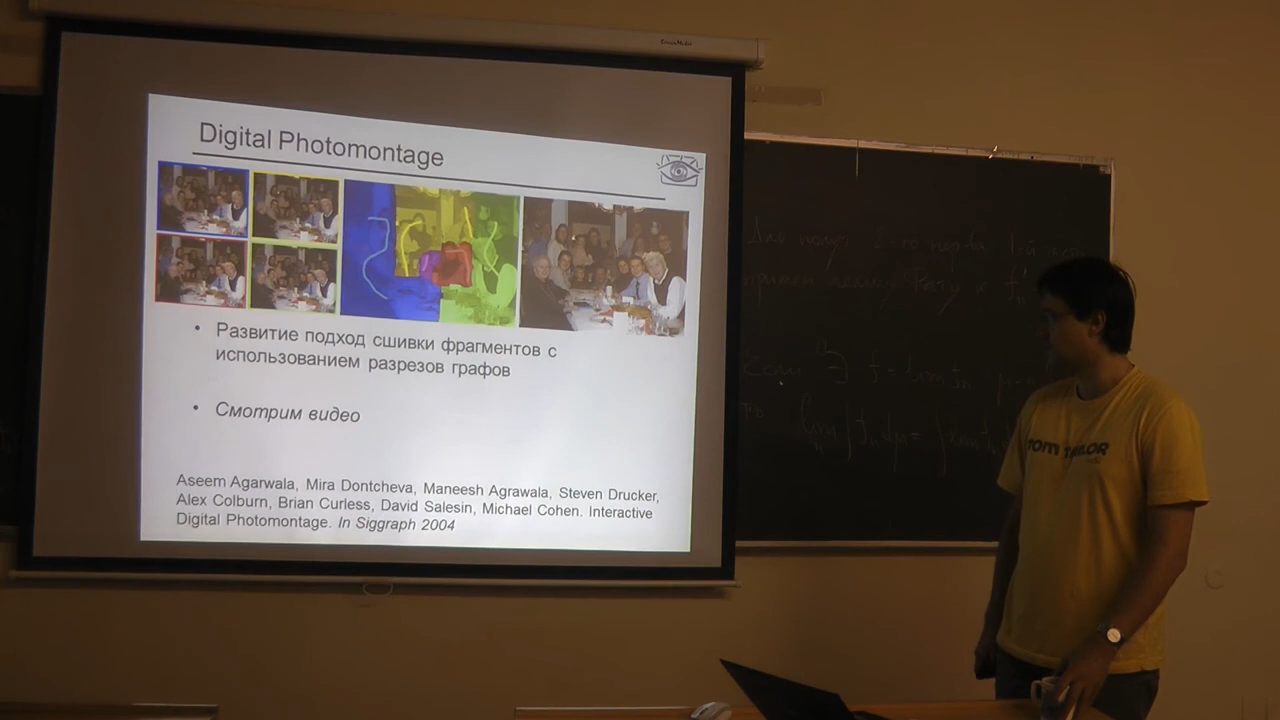 Digital Photomontage
• Развитие подход сшивки фрагментов с
использованием разрезов графов
• Смотрим видео
Aseem Agarwala, Mira Dontcheva, Maneesh Agrawala, Steven Drucker,
Alex Colburn, Brian Curless, David Salesin, Michael Cohen. Interactive
Digital Photomontage. In Siggraph 2004
TOM